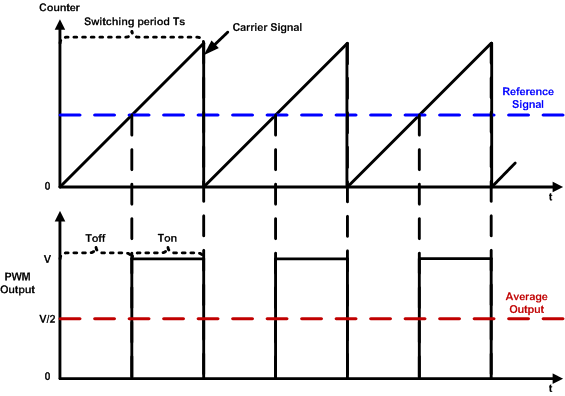 Counter
Switching period Ts
Carrier Signal
Reference
Signal
0
t
Toff
Ton
V
PWM
Output
Average
Output
V/2
0
t